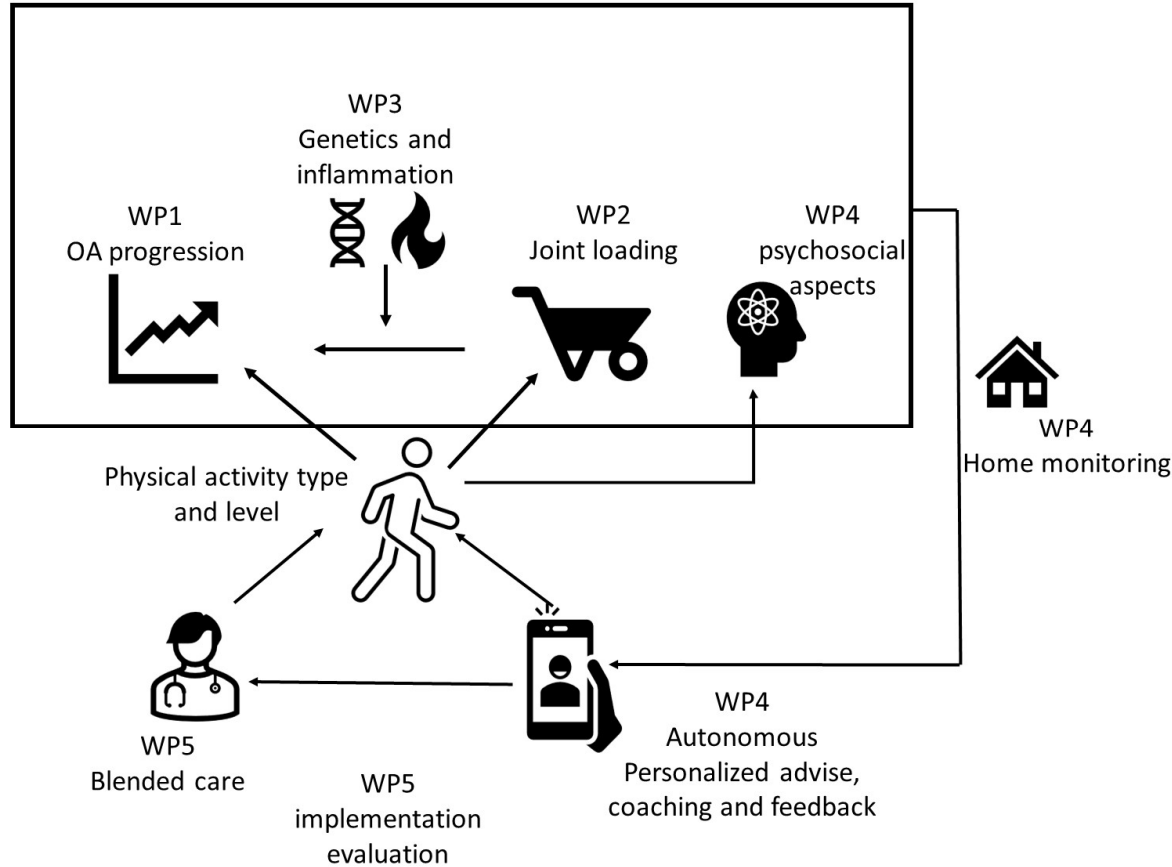 WP3
Genetics and
inflammation
WP1
OA progression
WP2
Joint loading
WP4
psychosocial
aspects
WP4
Home monitoring
Physical activity type
and level
WP5
Blended care
WP5
implementation
evaluation
WP4
Autonomous
Personalized advise,
coaching and feedback